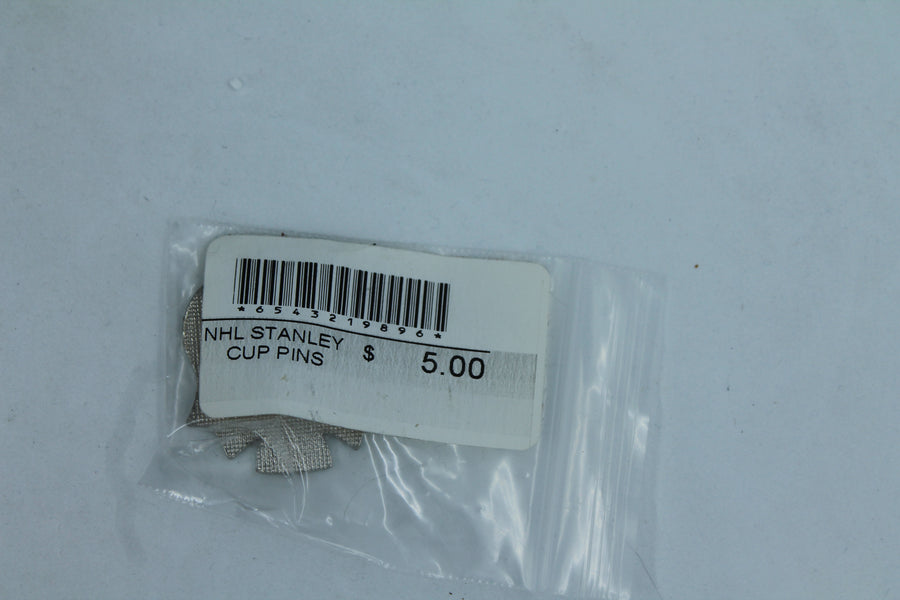 *6543219896*
NHL STANLEY
CUP PINS
$ 5.00